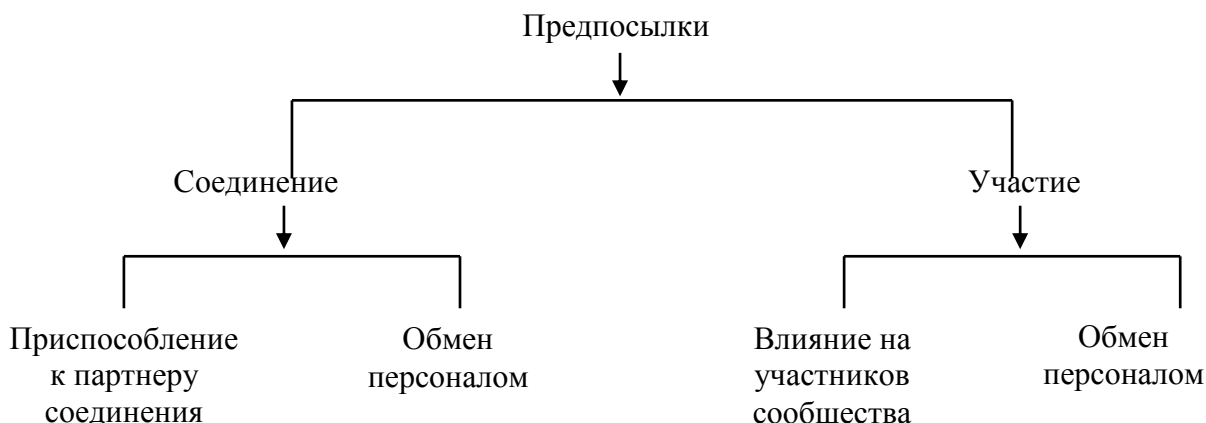 Предпосылки
Соединение
Участие
Приспособление
к партнеру
соединения
Обмен
персоналом
Влияние на
участников
сообщества
Обмен
персоналом